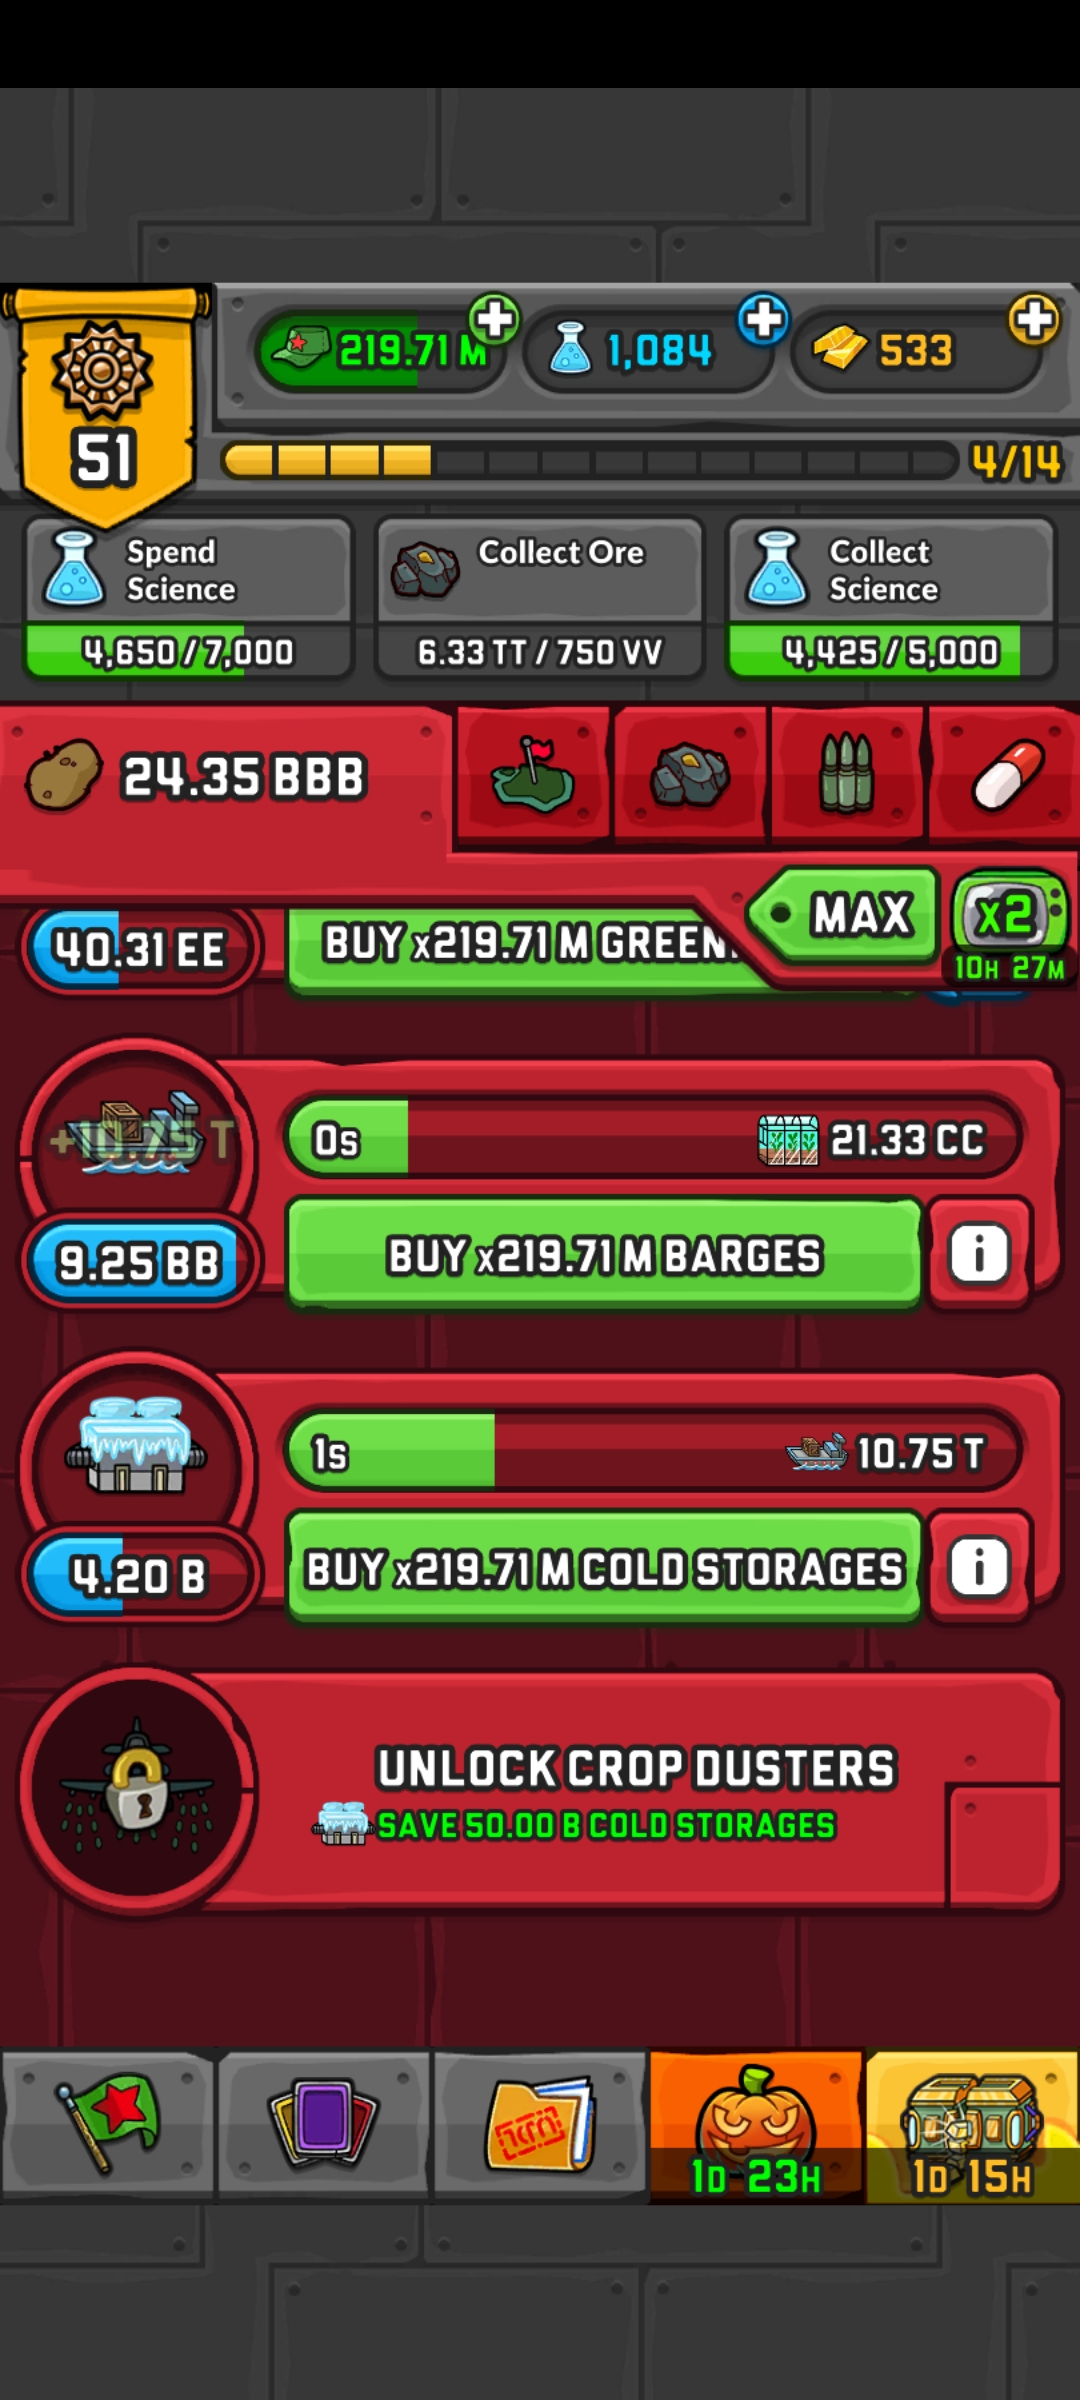 219.71 M
1,084
533
51
4/14
Spend
Science
4,650/7,000
Collect Ore
6.33 TT / 750 VV
Collect
Science
4,425/5,000
24.35 BBB
MAX
x2
10H 27M
40.31 EE
BUY x219.71 M GREEN
+10.75 T
0s
21.33 CC
9.25 BB
BUY x219.71 M BARGES
i
1s
10.75 T
4.20 B
BUY x219.71 M COLD STORAGES
i
UNLOCK CROP DUSTERS
SAVE 50.00 B COLD STORAGES
1D 23H
1D 15H